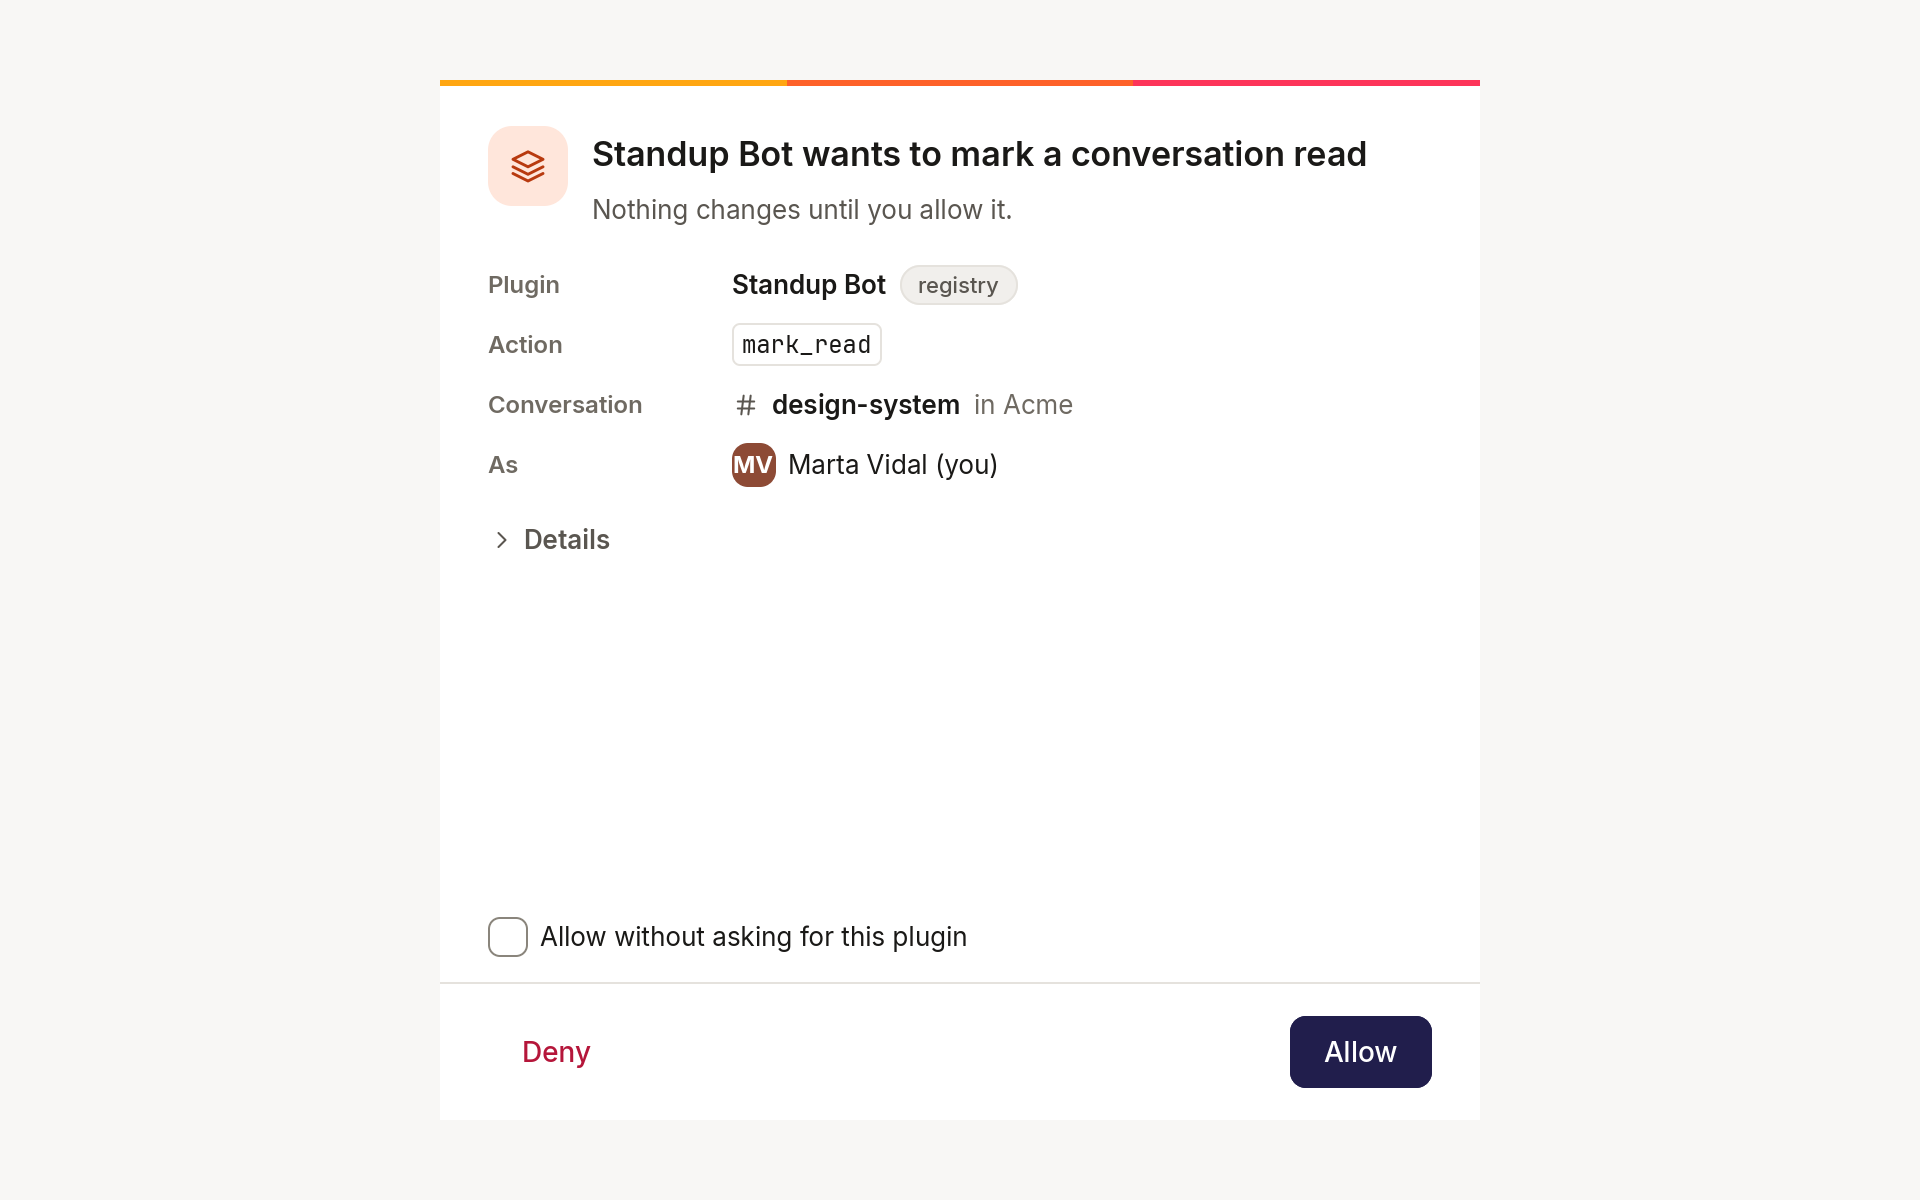 Standup Bot wants to mark a conversation read
Nothing changes until you allow it.
Plugin Standup Bot registry
Action mark_read
Conversation # design-system in Acme
As MV Marta Vidal (you)
Details
Allow without asking for this plugin
Deny Allow